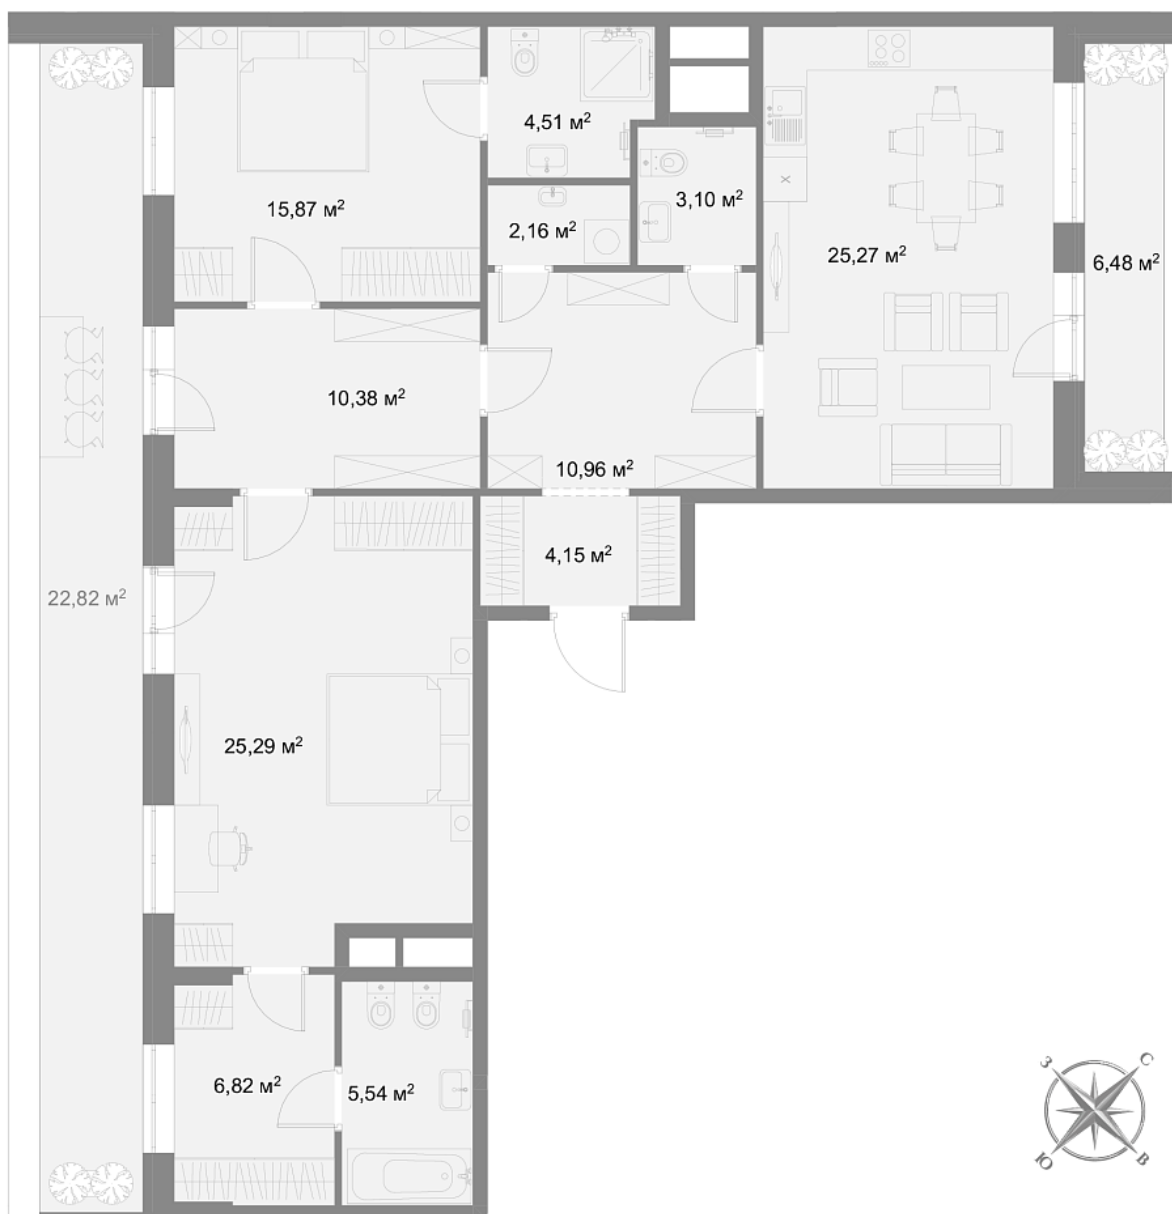 4,51 м²
3,10 м²
15,87 м²
2,16 м²
25,27 м²
6,48 м²
10,38 м²
10,96 м²
4,15 м²
22,82 м²
25,29 м²
6,82 м²
5,54 м²
З
С
Ю
В
X